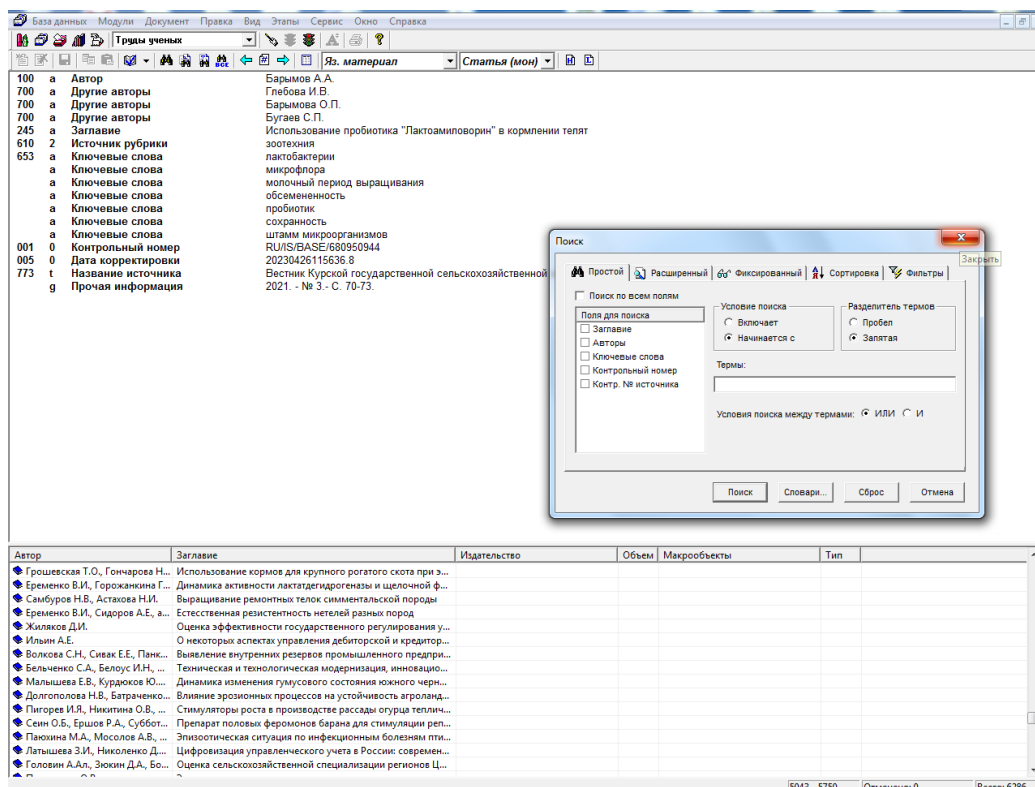 База данных Модули Документ Правка Вид Этапы Сервис Окно Справка
Труды ученых
Яз. материал Статья (мон)
100 a Автор Барымов А.А.
700 a Другие авторы Глебова И.В.
700 a Другие авторы Барымова О.П.
700 a Другие авторы Бугаев С.П.
245 a Заглавие Использование пробиотика "Лактоамиловорин" в кормлении телят
610 2 Источник рубрики зоотехния
653 a Ключевые слова лактобактерии
a Ключевые слова микрофлора
a Ключевые слова молочный период выращивания
a Ключевые слова обсемененность
a Ключевые слова пробиотик
a Ключевые слова сохранность
a Ключевые слова штамм микроорганизмов
001 0 Контрольный номер RU/IS/BASE/680950944
005 0 Дата корректировки 20230426115636.8
773 t Название источника Вестник Курской государственной сельскохозяйственной
g Прочая информация 2021. - № 3.- С. 70-73.
Поиск
Закрыть
Простой Расширенный Фиксированный Сортировка Фильтры
Поиск по всем полям
Поля для поиска
Заглавие
Авторы
Ключевые слова
Контрольный номер
Контр. № источника
Условие поиска
Включает
Начинается с
Разделитель термов
Пробел
Запятая
Термы:
Условия поиска между термами: ИЛИ И
Поиск Словари... Сброс Отмена
Автор Заглавие Издательство Объем Макрообъекты Тип
Грошевская Т.О., Гончарова Н... Использование кормов для крупного рогатого скота при э...
Еременко В.И., Горожанкина Г... Динамика активности лактатдегидрогеназы и щелочной ф...
Самбуров Н.В., Астахова Н.И. Выращивание ремонтных телок симментальской породы
Еременко В.И., Сидоров А.Е., а... Естесственная резистентность нетелей разных пород
Жиляков Д.И. Оценка эффективности государственного регулирования у...
Ильин А.Е. О некоторых аспектах управления дебиторской и кредитор...
Волкова С.Н., Сивак Е.Е., Панк... Выявление внутренних резервов промышленного предпри...
Бельченко С.А., Белоус И.Н., ... Техническая и технологическая модернизация, инновацио...
Малышева Е.В., Курдюков Ю.... Динамика изменения гумусового состояния южного черн...
Долгополова Н.В., Батраченко... Влияние эрозионных процессов на устойчивость агроланд...
Пигорев И.Я., Никитина О.В., ... Стимуляторы роста в производстве рассады огурца теплич...
Сеин О.Б., Ершов Р.А., Суббот... Препарат половых феромонов барана для стимуляции реп...
Паюхина М.А., Мосолов А.В., ... Эпизоотическая ситуация по инфекционным болезням пти...
Латышева З.И., Николенко Д.... Цифровизация управленческого учета в России: современ...
Головин А.Ал., Зюкин Д.А., Бо... Оценка сельскохозяйственной специализации регионов Ц...